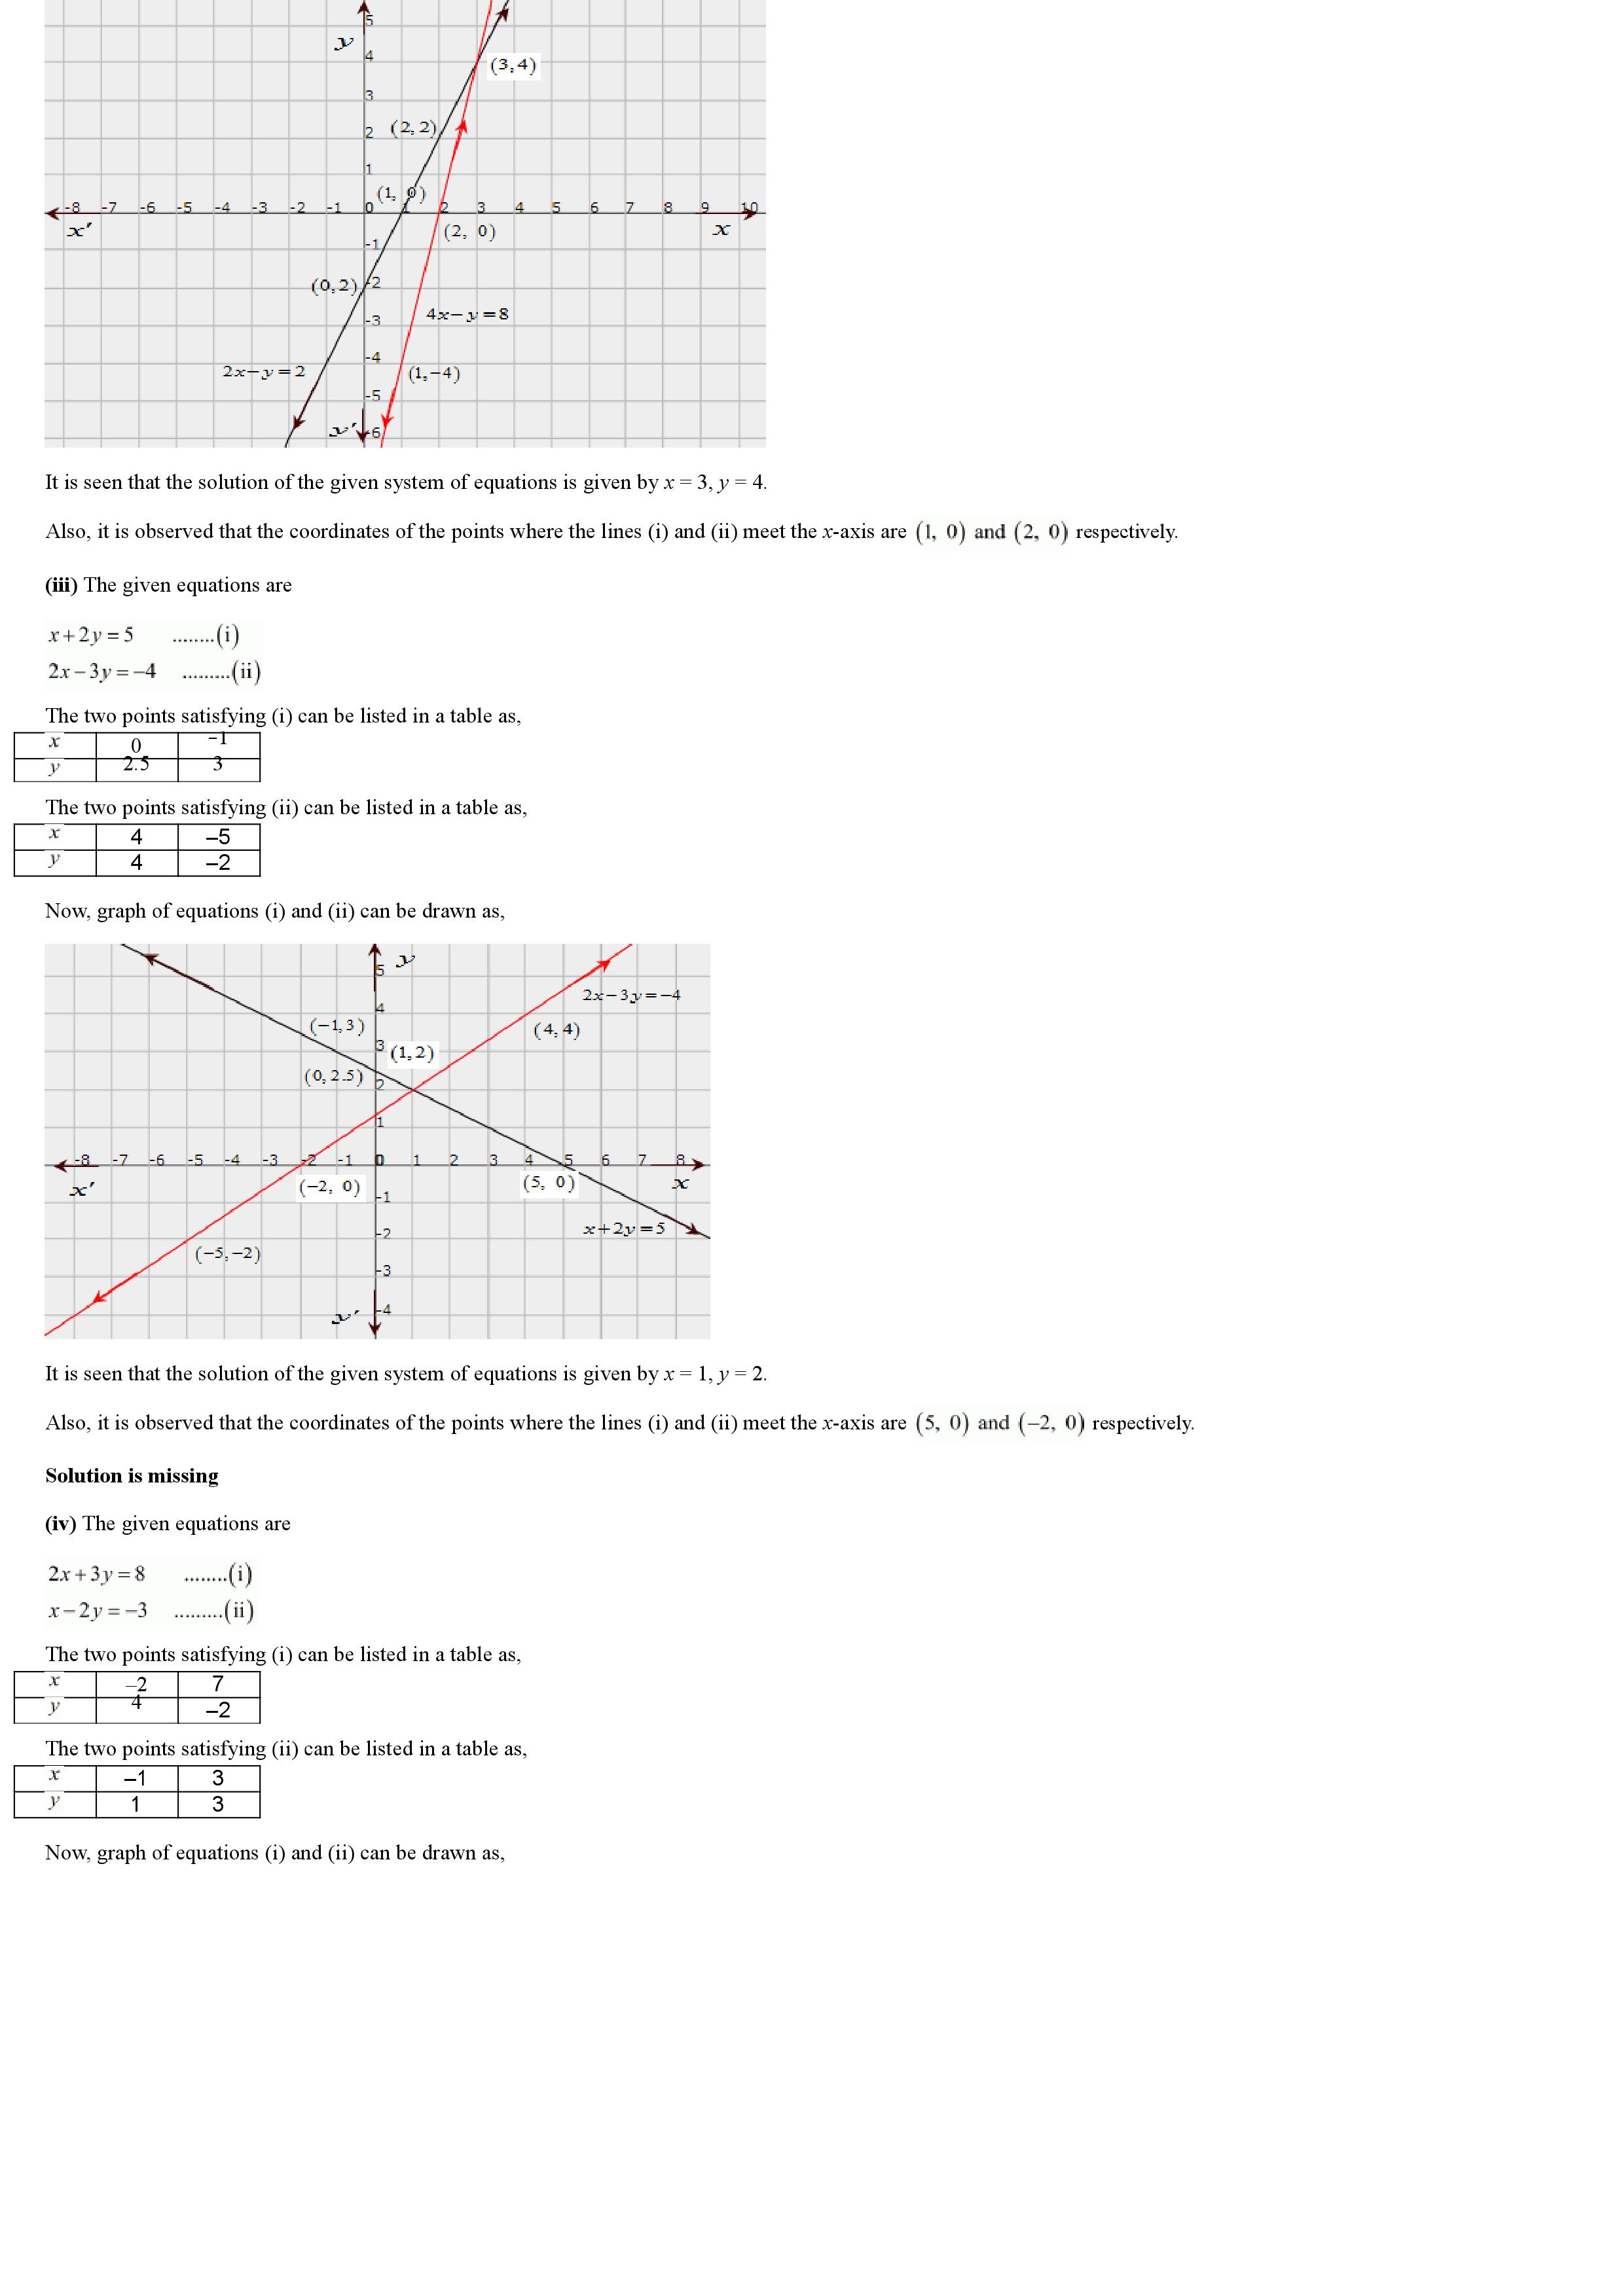 5
y
4
(3,4)
3
2 (2,2)
1
(1, 0)
-8 -7 -6 -5 -4 -3 -2 -1 0 1 2 3 4 5 6 7 8 9 10
x' (2, 0) x
-1
(0,2) -2
-3 4x−y=8
-4
2x−y=2 (1,−4)
-5
y' -6
It is seen that the solution of the given system of equations is given by x = 3, y = 4.
Also, it is observed that the coordinates of the points where the lines (i) and (ii) meet the x-axis are (1, 0) and (2, 0) respectively.
(iii) The given equations are
x+2y=5 ........(i)
2x−3y=−4 .........(ii)
The two points satisfying (i) can be listed in a table as,
x 0 −1
y 2.5 3
The two points satisfying (ii) can be listed in a table as,
x 4 –5
y 4 –2
Now, graph of equations (i) and (ii) can be drawn as,
5 y
2x−3y=−4
4
(−1,3) (4,4)
3 (1,2)
(0,2.5) 2
1
-8 -7 -6 -5 -4 -3 -2 -1 0 1 2 3 4 5 6 7 8
x' (−2, 0) (5, 0) x
-1
-2 x+2y=5
(−5,−2)
-3
y' -4
It is seen that the solution of the given system of equations is given by x = 1, y = 2.
Also, it is observed that the coordinates of the points where the lines (i) and (ii) meet the x-axis are (5, 0) and (−2, 0) respectively.
Solution is missing
(iv) The given equations are
2x+3y=8 ........(i)
x−2y=−3 .........(ii)
The two points satisfying (i) can be listed in a table as,
x –2 7
y 4 –2
The two points satisfying (ii) can be listed in a table as,
x –1 3
y 1 3
Now, graph of equations (i) and (ii) can be drawn as,